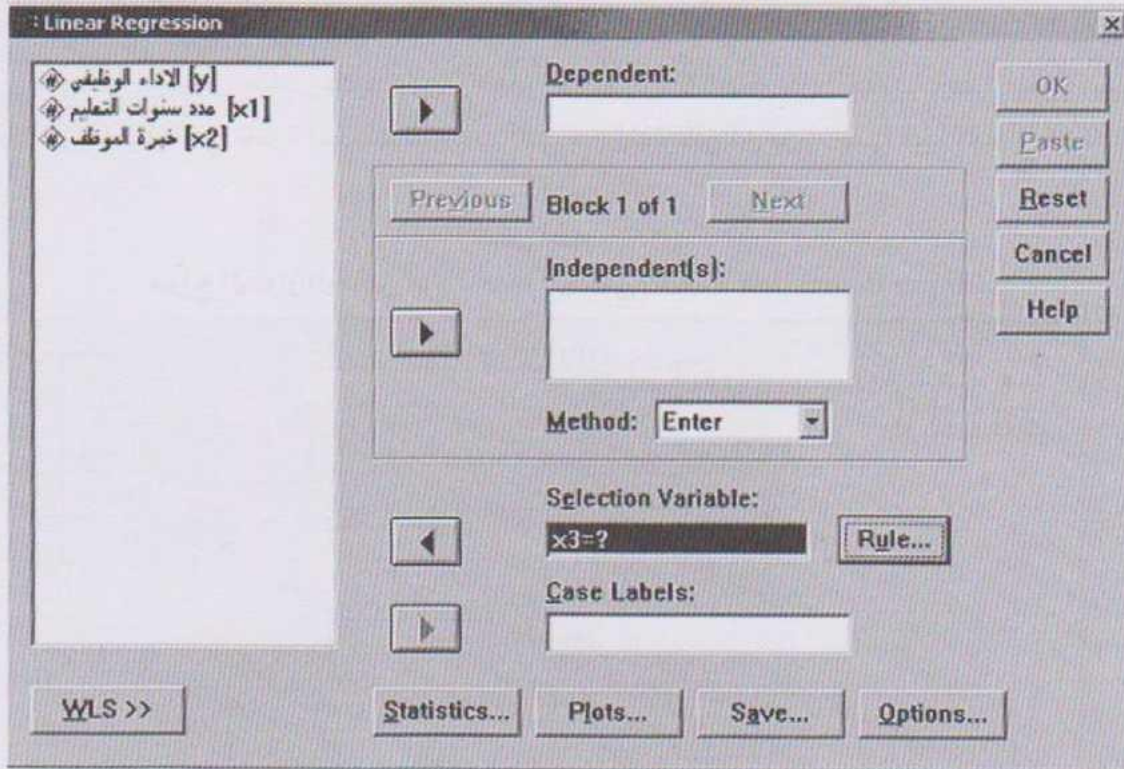 : Linear Regression
الاداء الوظيفي [y]
عدد سنوات التعليم [x1]
خبرة الموظف [x2]
Dependent:
OK
Paste
Previous Block 1 of 1 Next
Reset
Independent(s):
Cancel
Help
Method: Enter
Selection Variable:
x3=? Rule...
Case Labels:
WLS >> Statistics... Plots... Save... Options...